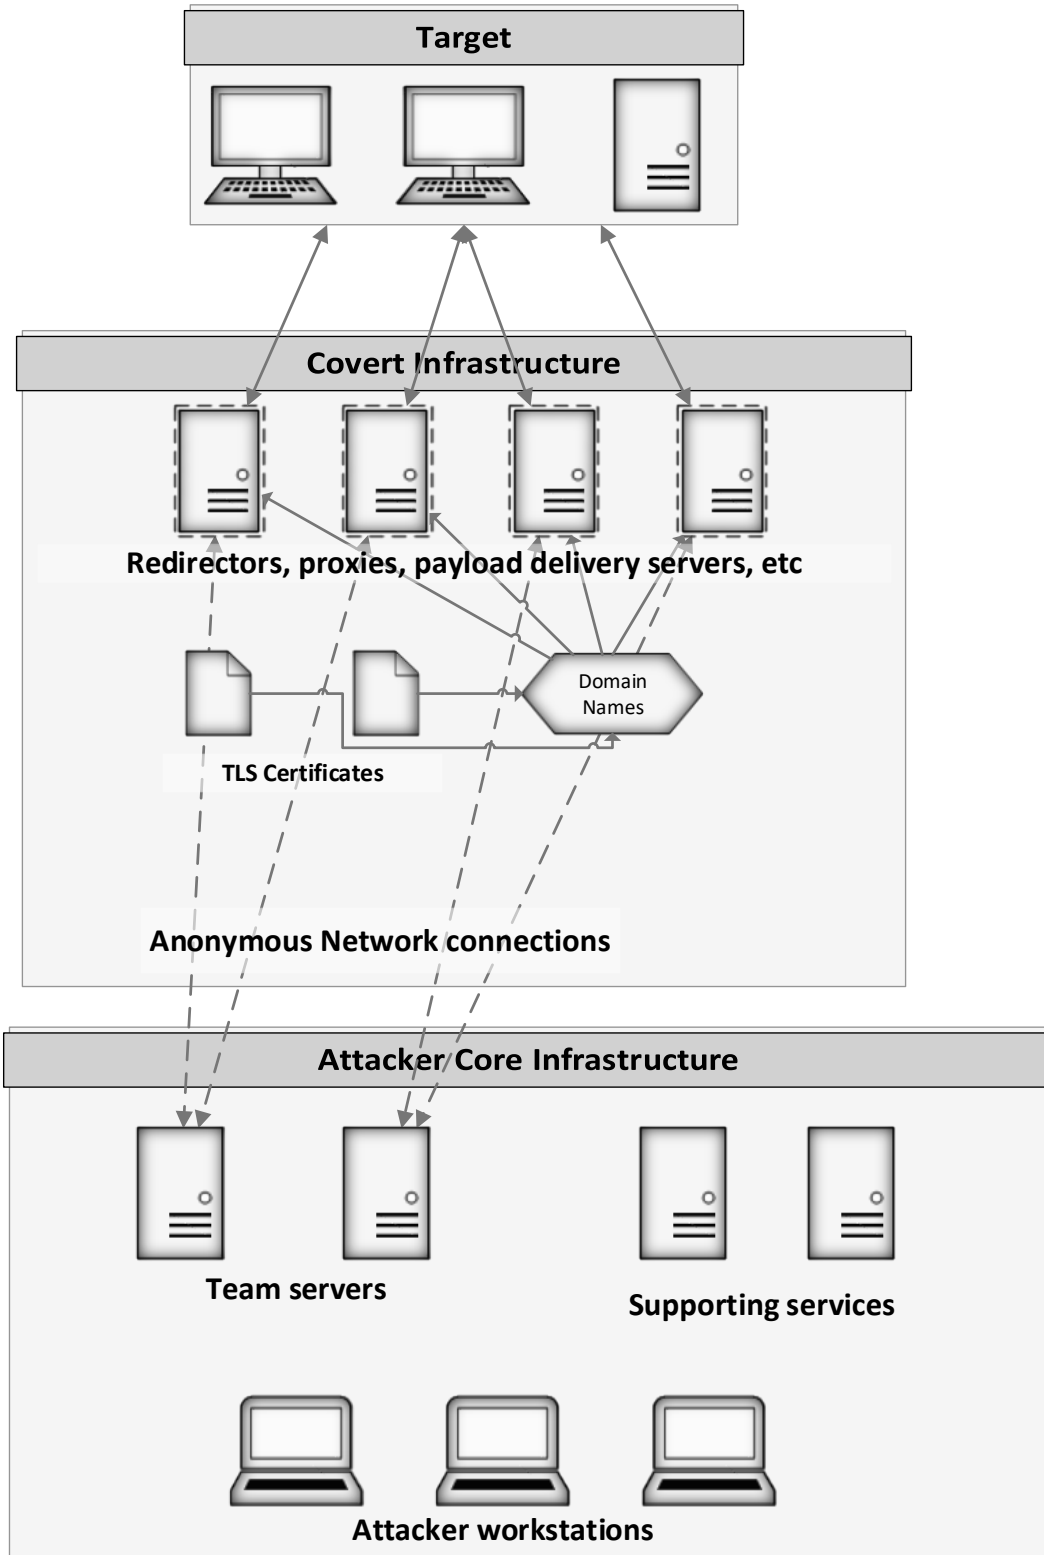 Target
Covert Infrastructure
Redirectors, proxies, payload delivery servers, etc
Domain
Names
TLS Certificates
Anonymous Network connections
Attacker Core Infrastructure
Team servers
Supporting services
Attacker workstations